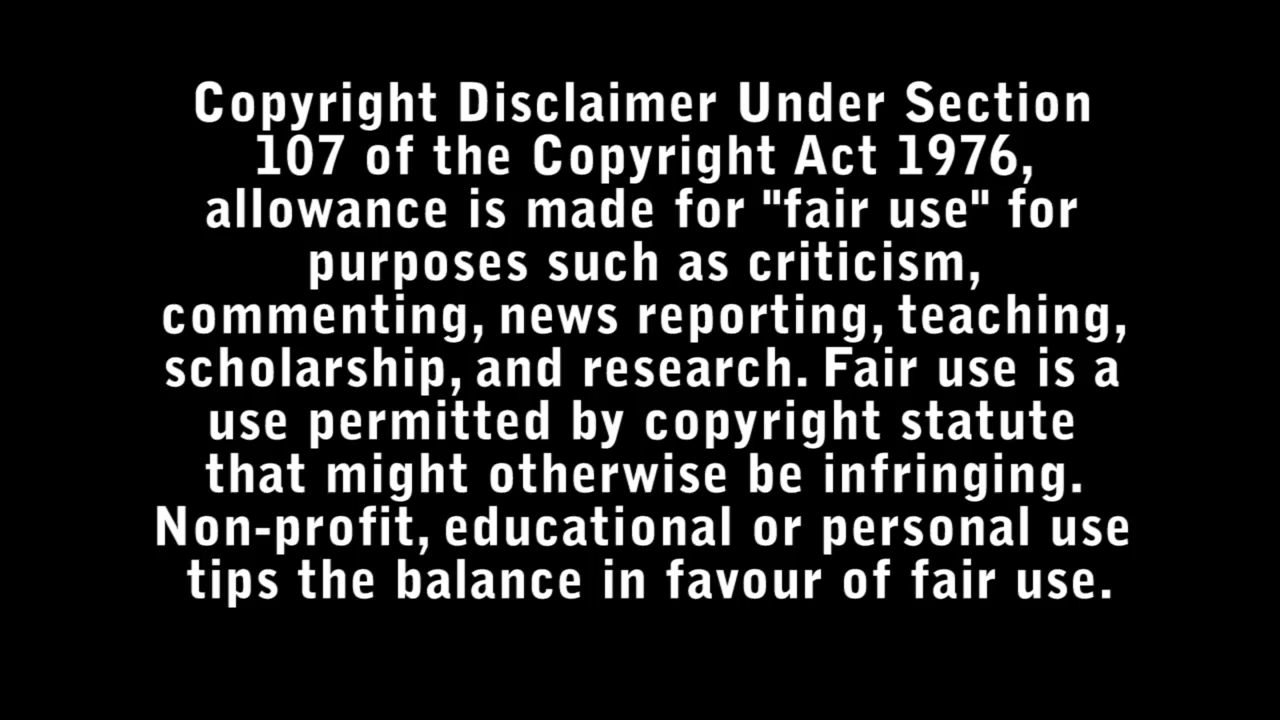 Copyright Disclaimer Under Section
107 of the Copyright Act 1976,
allowance is made for "fair use" for
purposes such as criticism,
commenting, news reporting, teaching,
scholarship, and research. Fair use is a
use permitted by copyright statute
that might otherwise be infringing.
Non-profit, educational or personal use
tips the balance in favour of fair use.